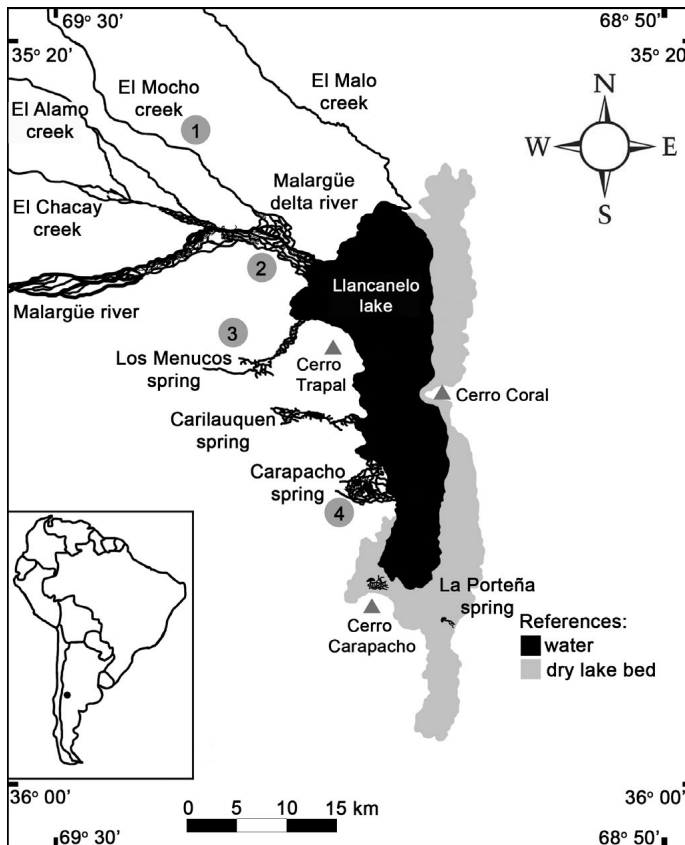 69° 30’
68° 50’
35° 20’
35° 20’
El Mocho
creek
El Malo
creek
El Alamo
creek
1
N
W
E
S
Malargüe
delta river
El Chacay
creek
2
Llancanelo
lake
Malargüe river
3
Los Menucos
spring
Cerro
Trapal
Cerro Coral
Carilauquen
spring
Carapacho
spring
4
La Porteña
spring
Cerro
Carapacho
References:
water
dry lake bed
36° 00’
36° 00’
0 5 10 15 km
69° 30’
68° 50’